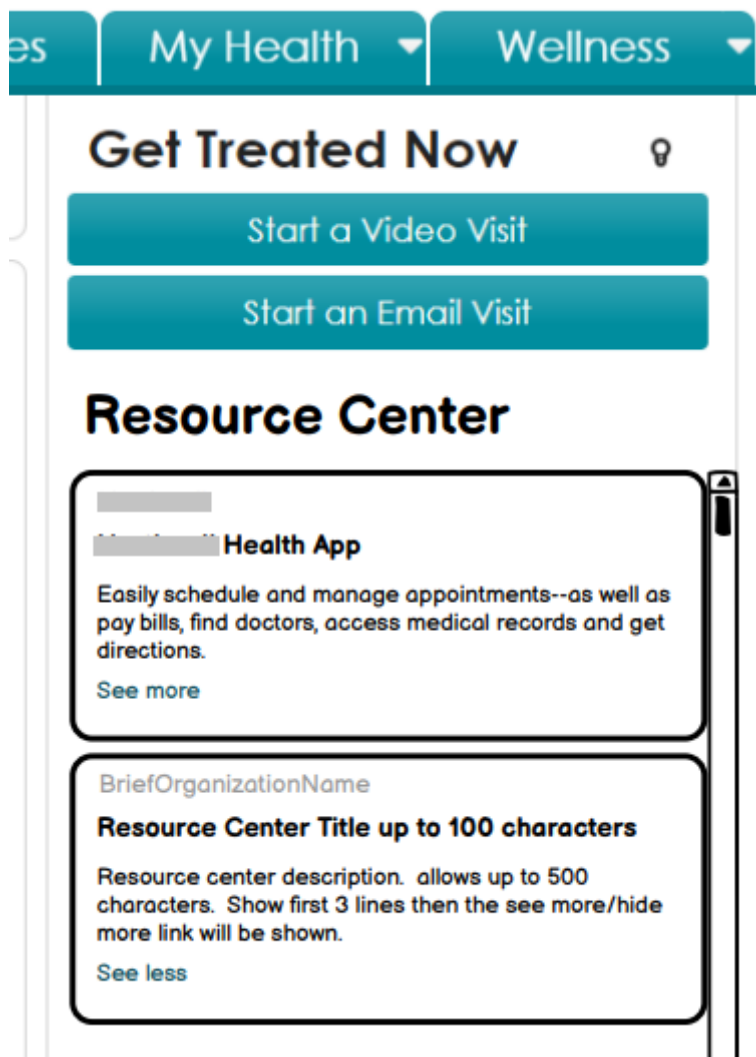 es
My Health
Wellness
Get Treated Now
Start a Video Visit
Start an Email Visit
Resource Center
Health App
Easily schedule and manage appointments--as well as
pay bills, find doctors, access medical records and get
directions.
See more
BriefOrganizationName
Resource Center Title up to 100 characters
Resource center description.  allows up to 500
characters.  Show first 3 lines then the see more/hide
more link will be shown.
See less